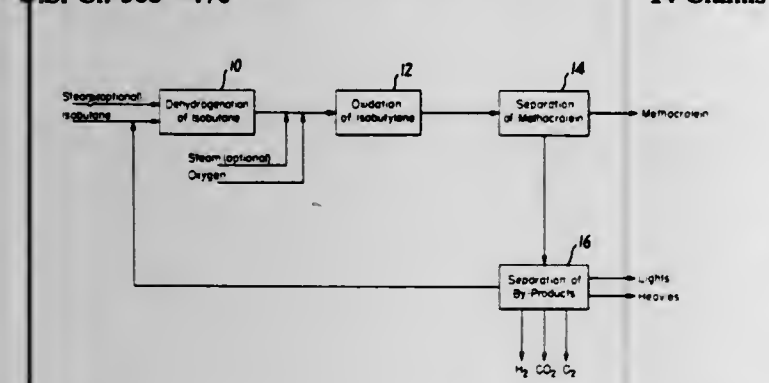 10
12
14
Steam(optional)
Isobutane
Dehydrogenation
of Isobutane
Oxidation
of Isobutylene
Separation
of Methacrolein
Methacrolein
Steam (optional)
Oxygen
16
Separation of
By-Products
Lights
Heavies
H₂ CO₂ C₂